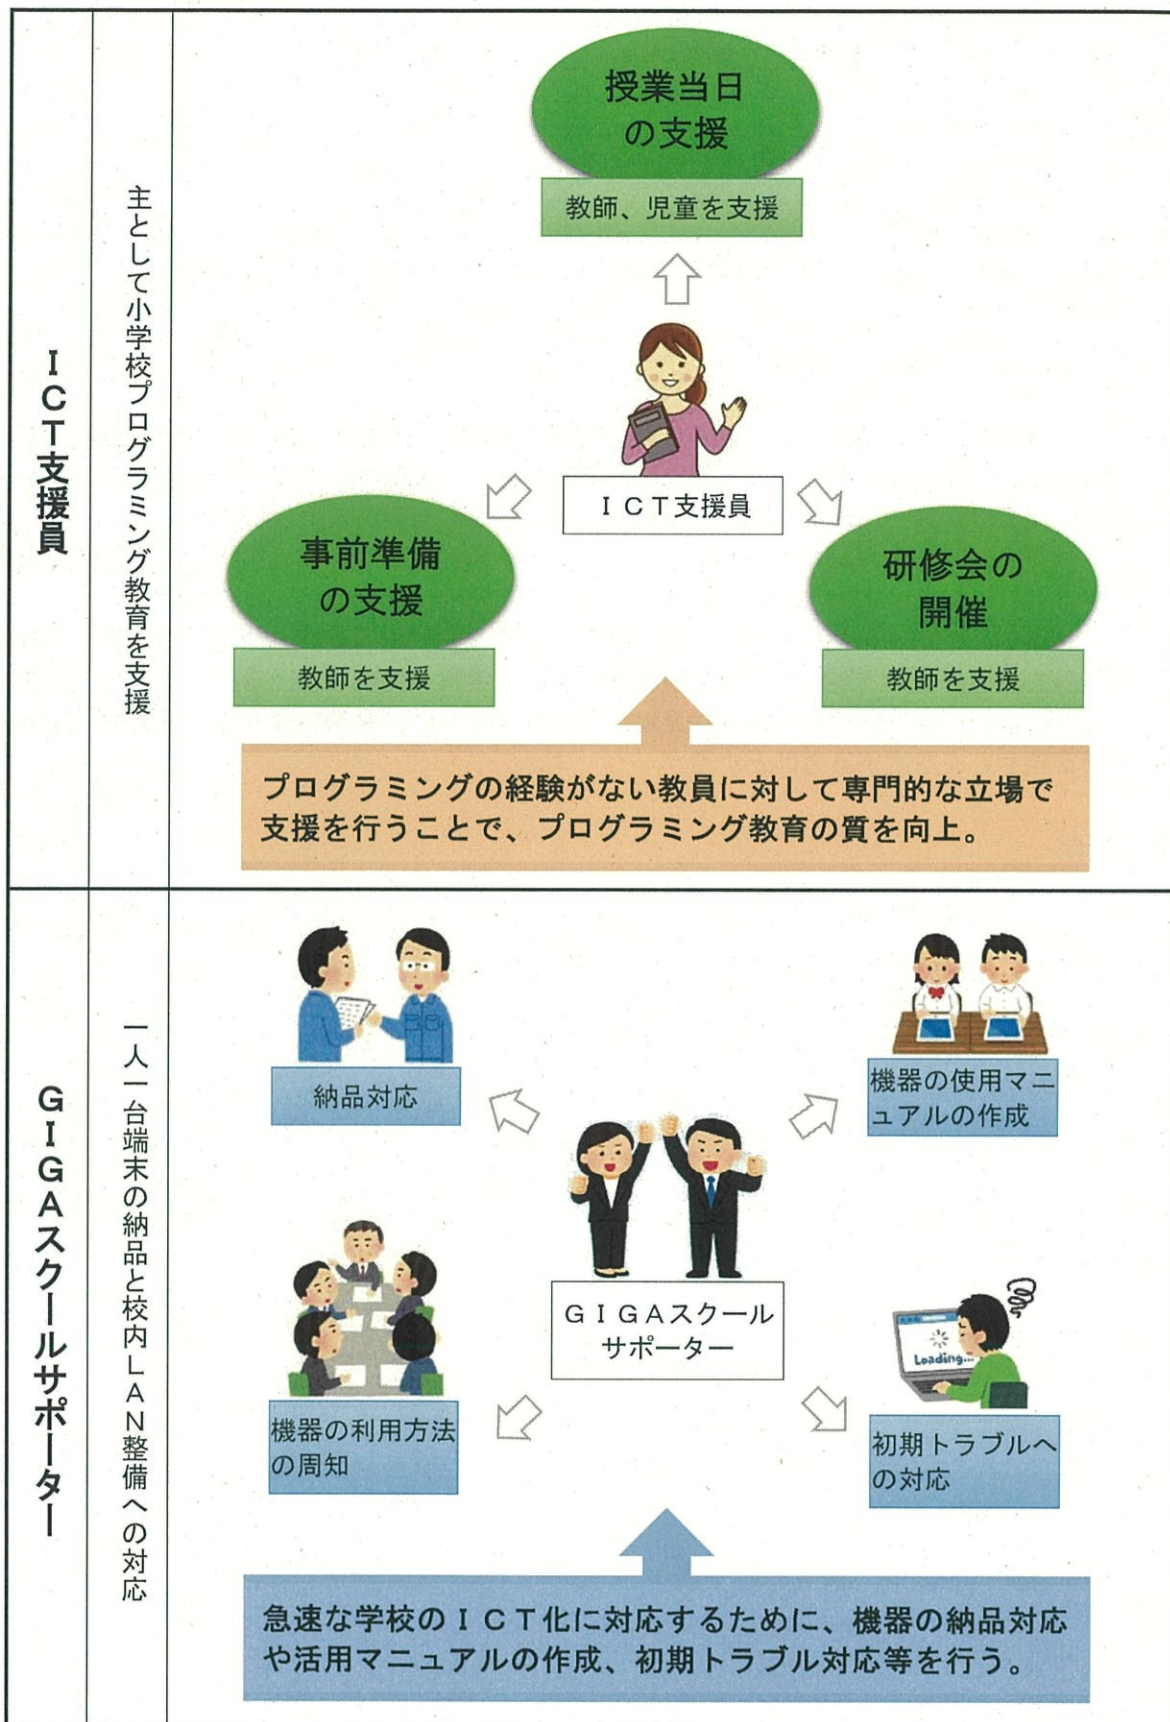 ICT支援員
主として小学校プログラミング教育を支援
授業当日
の支援
教師、児童を支援
ICT支援員
事前準備
の支援
教師を支援
研修会の
開催
教師を支援
プログラミングの経験がない教員に対して専門的な立場で
支援を行うことで、プログラミング教育の質を向上。
GIGAスクールサポーター
一人一台端末の納品と校内LAN整備への対応
納品対応
機器の使用マニ
ュアルの作成
GIGAスクール
サポーター
機器の利用方法
の周知
Loading...
初期トラブルへ
の対応
急速な学校のICT化に対応するために、機器の納品対応
や活用マニュアルの作成、初期トラブル対応等を行う。